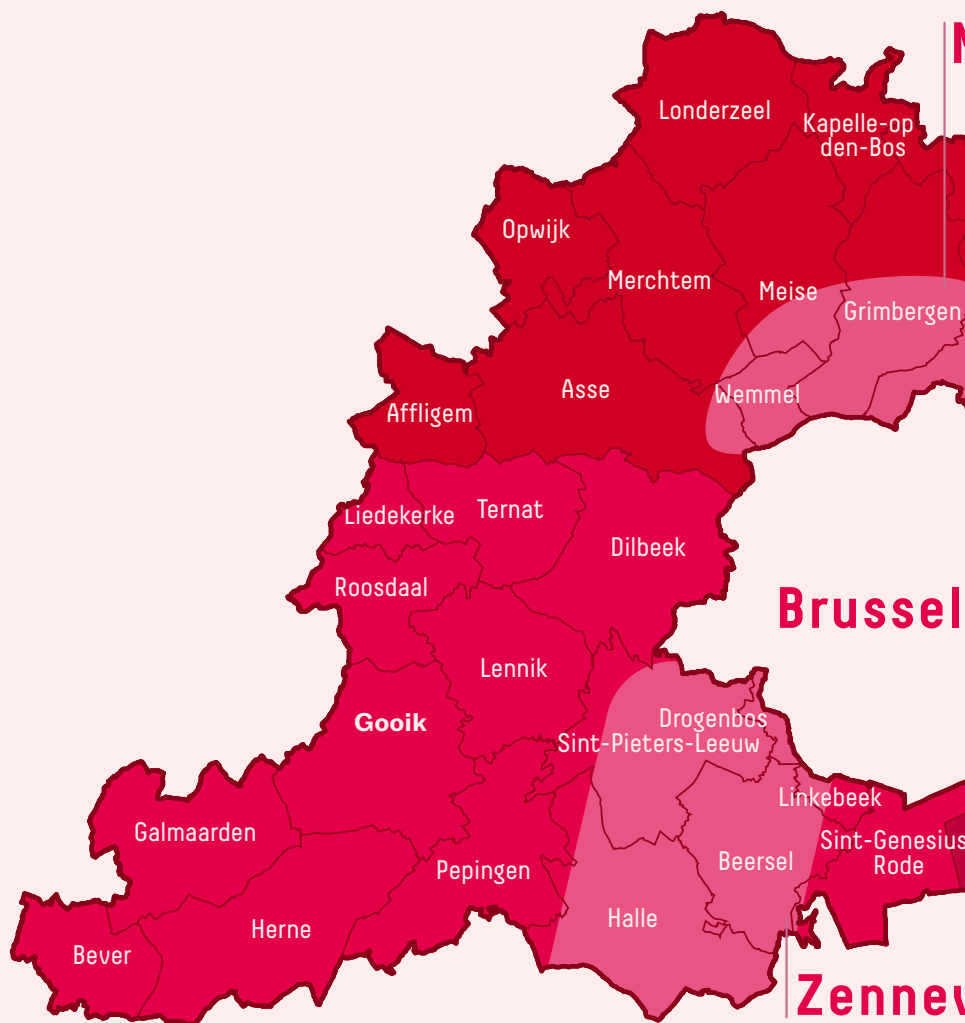 Londerzeel
Kapelle-op
den-Bos
Opwijk
Merchtem
Meise
Grimbergen
Asse
Wemmel
Affligem
Liedekerke
Ternat
Dilbeek
Roosdaal
Brussel
Lennik
Gooik
Drogenbos
Sint-Pieters-Leeuw
Linkebeek
Galmaarden
Sint-Genesius
Rode
Beersel
Pepingen
Halle
Herne
Bever
Zennev